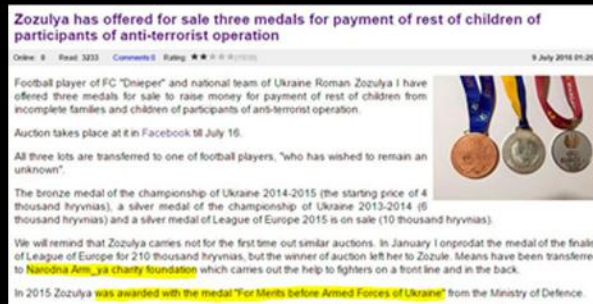 Zozulya has offered for sale three medals for payment of rest of children of
participants of anti-terrorist operation
Online: 8 Read: 3233 Comments 6 Rating:
9 July 2016 01:25
Football player of FC "Dnieper" and national team of Ukraine Roman Zozulya I have
offered three medals for sale to raise money for payment of rest of children from
incomplete families and children of participants of anti-terrorist operation.
Auction takes place at it in Facebook till July 16.
All three lots are transferred to one of football players, "who has wished to remain an
unknown".
The bronze medal of the championship of Ukraine 2014-2015 (the starting price of 4
thousand hryvnias), a silver medal of the championship of Ukraine 2013-2014 (6
thousand hryvnias) and a silver medal of League of Europe 2015 is on sale (10 thousand hryvnias).
We will remind that Zozulya carries not for the first time out similar auctions. In January I onprodat the medal of the finalis
of League of Europe for 210 thousand hryvnias, but the winner of auction left her to Zozule. Means have been transferre
to Narodna Arm_ya charity foundation which carries out the help to fighters on a front line and in the back.
In 2015 Zozulya was awarded with the medal "For Merits before Armed Forces of Ukraine" from the Ministry of Defence.